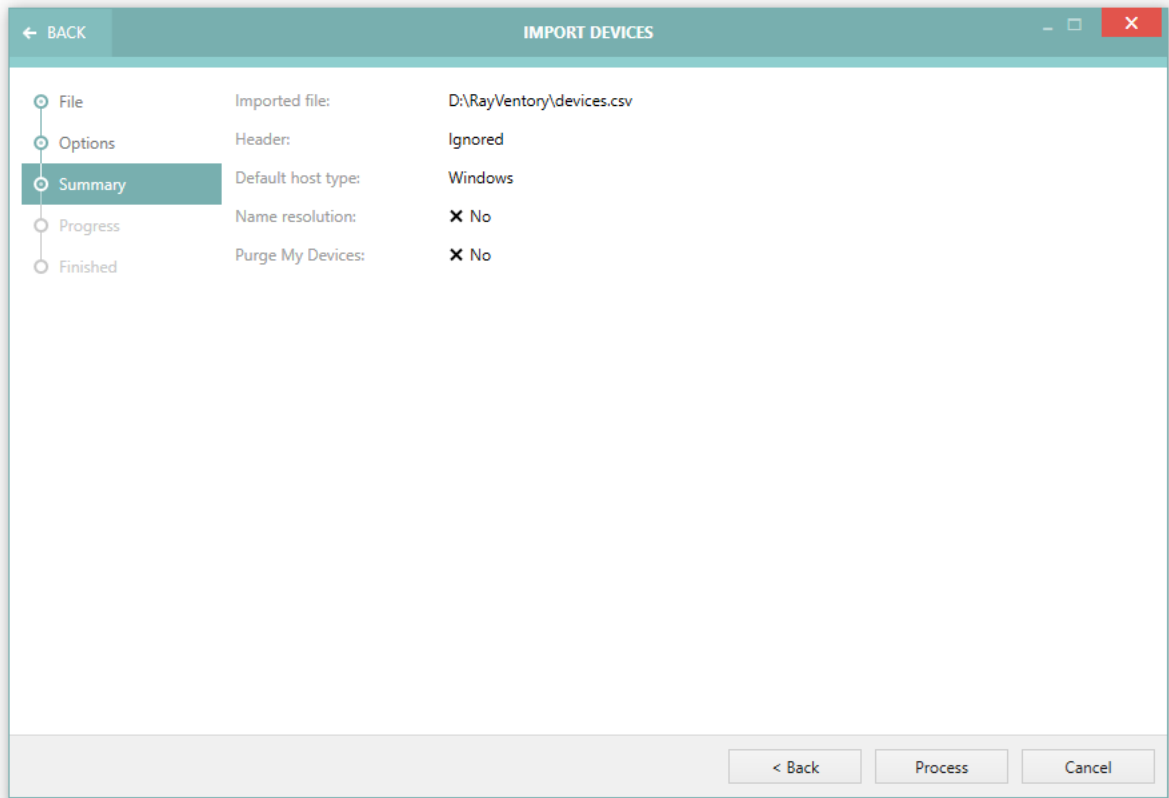 ← BACK
IMPORT DEVICES
File
Options
Summary
Progress
Finished
Imported file: D:\RayVentory\devices.csv
Header: Ignored
Default host type: Windows
Name resolution: ✕ No
Purge My Devices: ✕ No
< Back
Process
Cancel